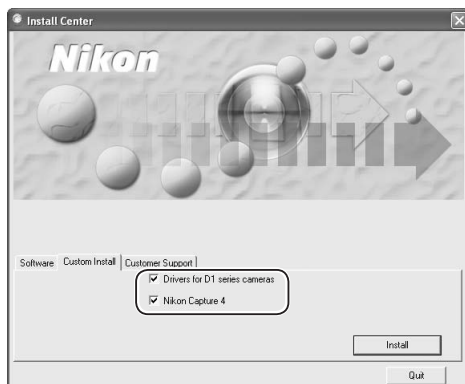 Install Center
Nikon
Software Custom Install Customer Support
Drivers for D1 series cameras
Nikon Capture 4
Install
Quit